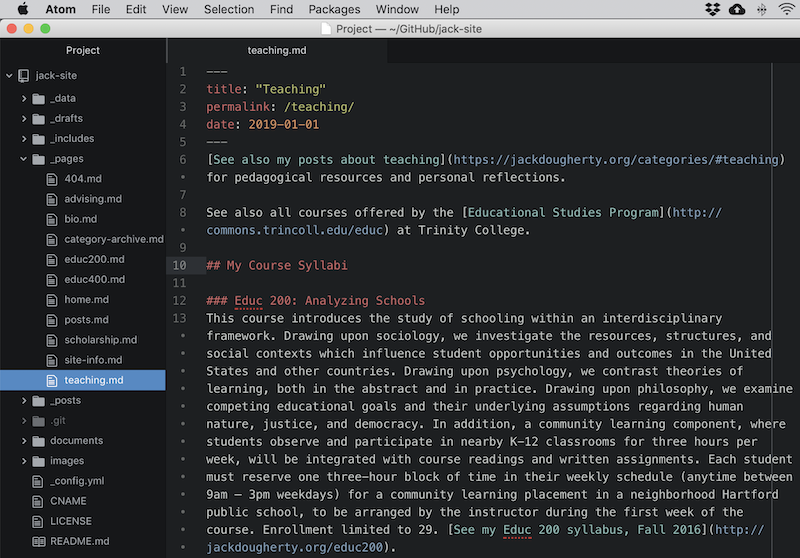 Atom File Edit View Selection Find Packages Window Help
Project — ~/GitHub/jack-site
Project
teaching.md
jack-site
_data
_drafts
_includes
_pages
404.md
advising.md
bio.md
category-archive.md
educ200.md
educ400.md
home.md
posts.md
scholarship.md
site-info.md
teaching.md
_posts
.git
documents
images
_config.yml
CNAME
LICENSE
README.md
1 ---
2 title: "Teaching"
3 permalink: /teaching/
4 date: 2019-01-01
5 ---
6 [See also my posts about teaching](https://jackdougherty.org/categories/#teaching)
• for pedagogical resources and personal reflections.
7
8 See also all courses offered by the [Educational Studies Program](http://
• commons.trincoll.edu/educ) at Trinity College.
9
10 ## My Course Syllabi
11
12 ### Educ 200: Analyzing Schools
13 This course introduces the study of schooling within an interdisciplinary
• framework. Drawing upon sociology, we investigate the resources, structures, and
• social contexts which influence student opportunities and outcomes in the United
• States and other countries. Drawing upon psychology, we contrast theories of
• learning, both in the abstract and in practice. Drawing upon philosophy, we examine
• competing educational goals and their underlying assumptions regarding human
• nature, justice, and democracy. In addition, a community learning component, where
• students observe and participate in nearby K-12 classrooms for three hours per
• week, will be integrated with course readings and written assignments. Each student
• must reserve one three-hour block of time in their weekly schedule (anytime between
• 9am – 3pm weekdays) for a community learning placement in a neighborhood Hartford
• public school, to be arranged by the instructor during the first week of the
• course. Enrollment limited to 29. [See my Educ 200 syllabus, Fall 2016](http://
• jackdougherty.org/educ200).